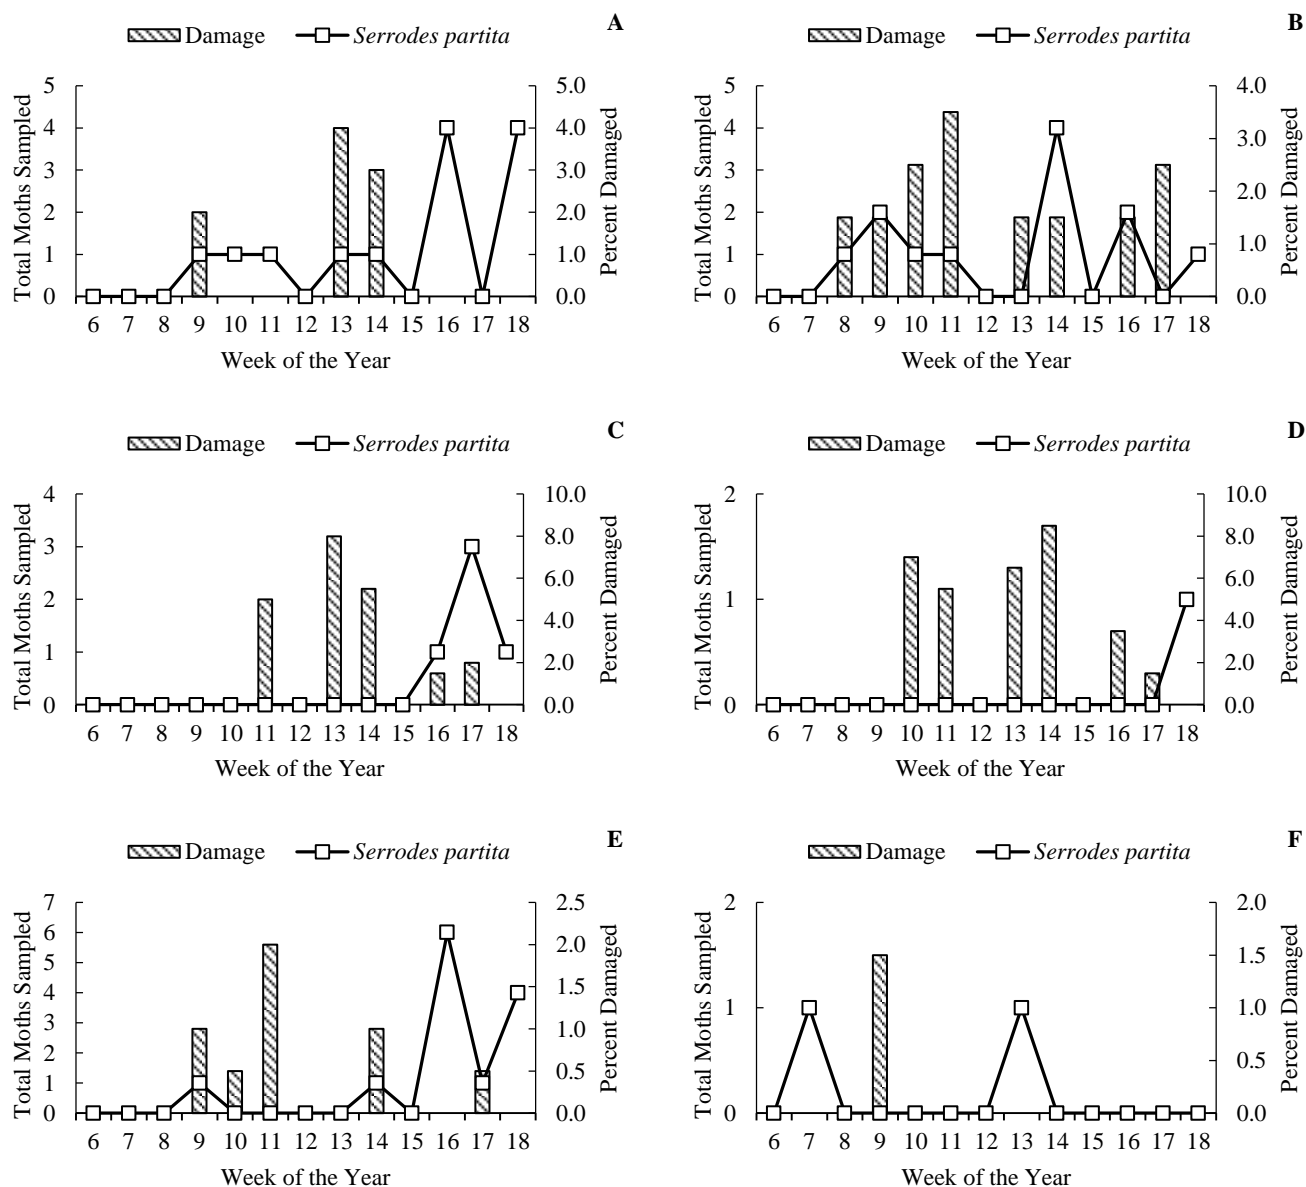 A
Damage Serrodes partita
Total Moths Sampled
5
4
3
2
1
0
5.0
4.0
3.0
2.0
1.0
0.0
Percent Damaged
6 7 8 9 10 11 12 13 14 15 16 17 18
Week of the Year
B
Damage Serrodes partita
Total Moths Sampled
5
4
3
2
1
0
4.0
3.0
2.0
1.0
0.0
Percent Damaged
6 7 8 9 10 11 12 13 14 15 16 17 18
Week of the Year
C
Damage Serrodes partita
Total Moths Sampled
4
3
2
1
0
10.0
8.0
6.0
4.0
2.0
0.0
Percent Damaged
6 7 8 9 10 11 12 13 14 15 16 17 18
Week of the Year
D
Damage Serrodes partita
Total Moths Sampled
2
1
0
10.0
8.0
6.0
4.0
2.0
0.0
Percent Damaged
6 7 8 9 10 11 12 13 14 15 16 17 18
Week of the Year
E
Damage Serrodes partita
Total Moths Sampled
7
6
5
4
3
2
1
0
2.5
2.0
1.5
1.0
0.5
0.0
Percent Damaged
6 7 8 9 10 11 12 13 14 15 16 17 18
Week of the Year
F
Damage Serrodes partita
Total Moths Sampled
2
1
0
2.0
1.5
1.0
0.5
0.0
Percent Damaged
6 7 8 9 10 11 12 13 14 15 16 17 18
Week of the Year